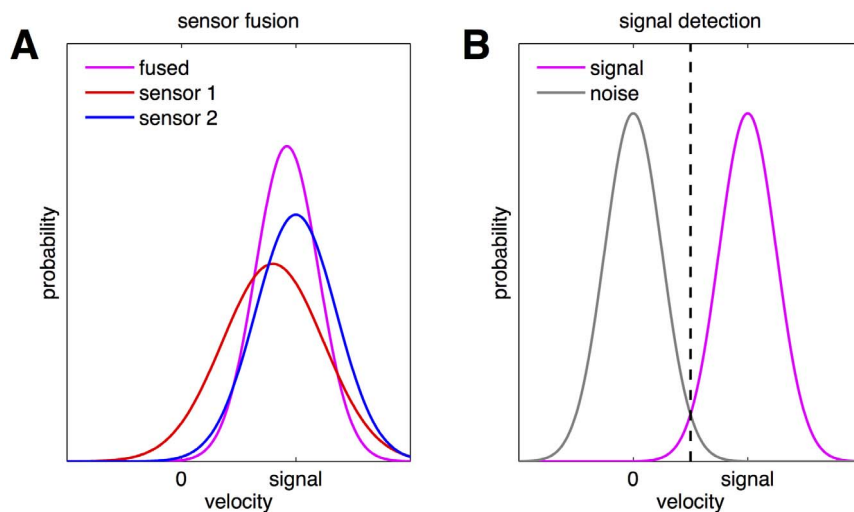 A
sensor fusion
fused
sensor 1
sensor 2
probability
0
signal
velocity
B
signal detection
signal
noise
probability
0
signal
velocity